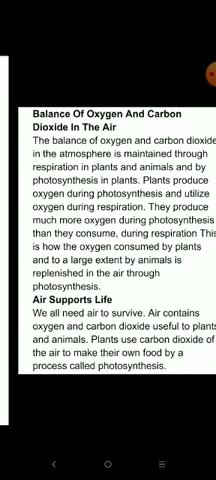 Balance Of Oxygen And Carbon
Dioxide In The Air
The balance of oxygen and carbon dioxide
in the atmosphere is maintained through
respiration in plants and animals and by
photosynthesis in plants. Plants produce
oxygen during photosynthesis and utilize
oxygen during respiration. They produce
much more oxygen during photosynthesis
than they consume, during respiration This
is how the oxygen consumed by plants
and to a large extent by animals is
replenished in the air through
photosynthesis.
Air Supports Life
We all need air to survive. Air contains
oxygen and carbon dioxide useful to plants
and animals. Plants use carbon dioxide of
the air to make their own food by a
process called photosynthesis.